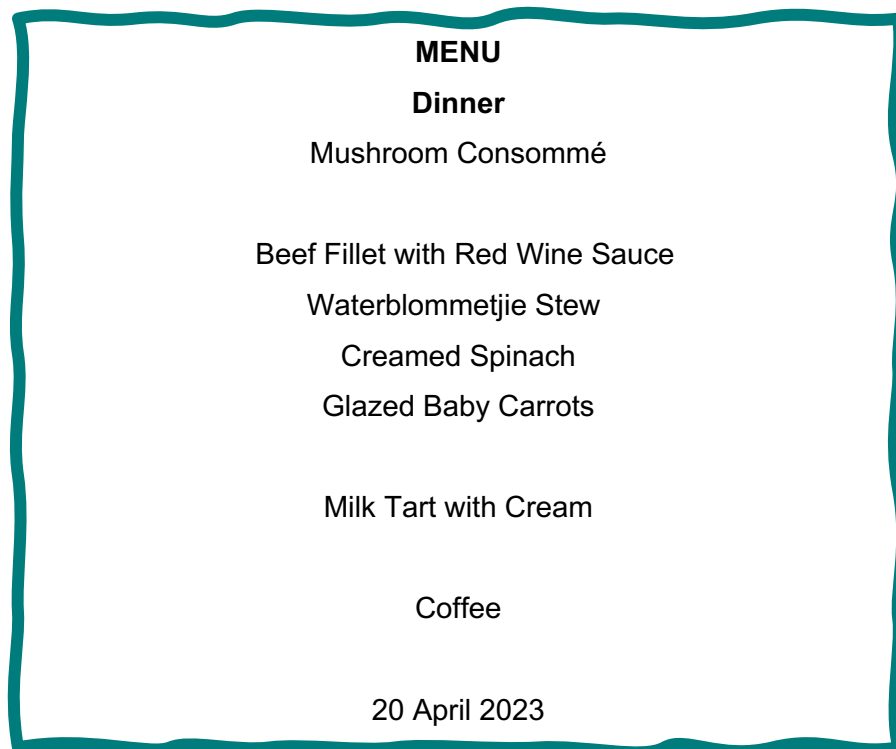 MENU
Dinner
Mushroom Consommé
Beef Fillet with Red Wine Sauce
Waterblommetjie Stew
Creamed Spinach
Glazed Baby Carrots
Milk Tart with Cream
Coffee
20 April 2023